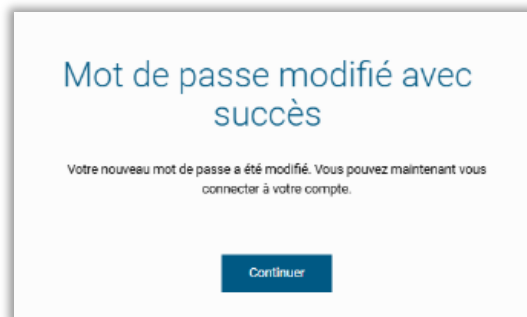 Mot de passe modifié avec
succès
Votre nouveau mot de passe a été modifié. Vous pouvez maintenant vous
connecter à votre compte.
Continuer